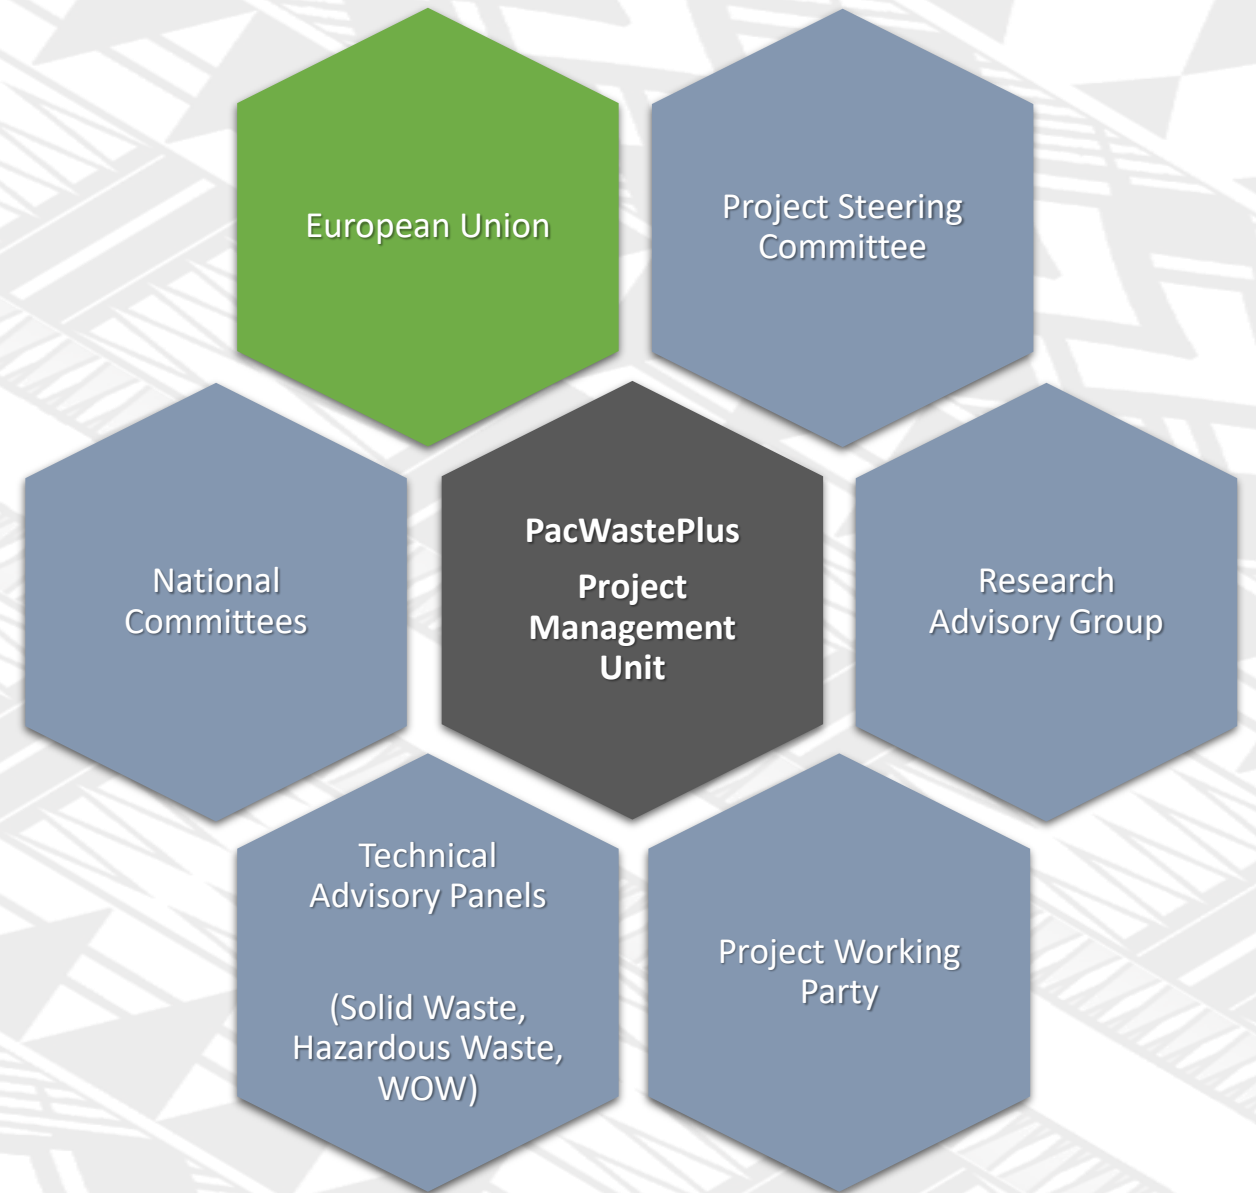 European Union
Project Steering
Committee
National
Committees
PacWastePlus
Project
Management
Unit
Research
Advisory Group
Technical
Advisory Panels
(Solid Waste,
Hazardous Waste,
WOW)
Project Working
Party